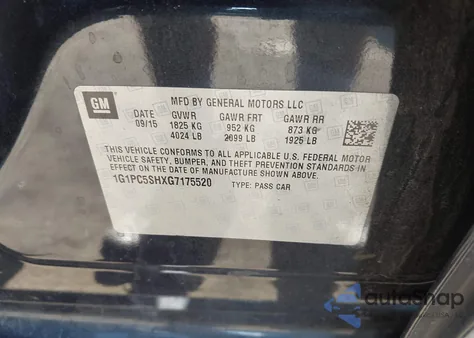 GM
MFD BY GENERAL MOTORS LLC
DATE GVWR GAWR FRT GAWR RR
09/15 1825 KG 952 KG 873 KG
4024 LB 2099 LB 1925 LB
THIS VEHICLE CONFORMS TO ALL APPLICABLE U.S. FEDERAL MOTOR
VEHICLE SAFETY, BUMPER, AND THEFT PREVENTION STANDARDS IN
EFFECT ON THE DATE OF MANUFACTURE SHOWN ABOVE.
1G1PC5SHXG7175520 TYPE: PASS CAR
autosnap